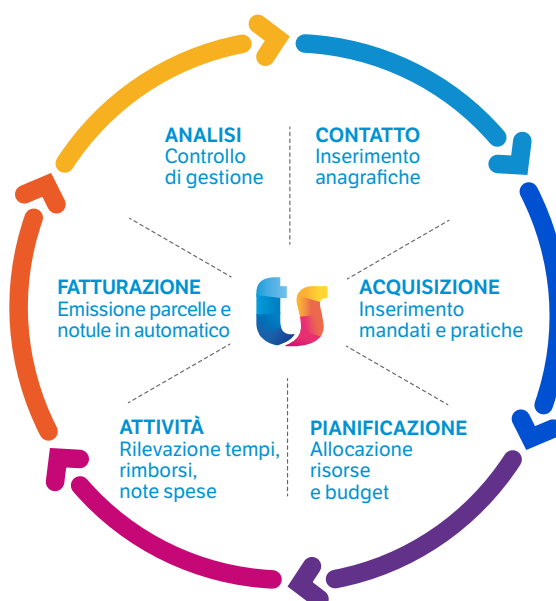 ANALISI
Controllo
di gestione
CONTATTO
Inserimento
anagrafiche
FATTURAZIONE
Emissione parcelle e
notule in automatico
ts
ACQUISIZIONE
Inserimento
mandati e pratiche
ATTIVITÀ
Rilevazione tempi,
rimborsi,
note spese
PIANIFICAZIONE
Allocazione
risorse
e budget